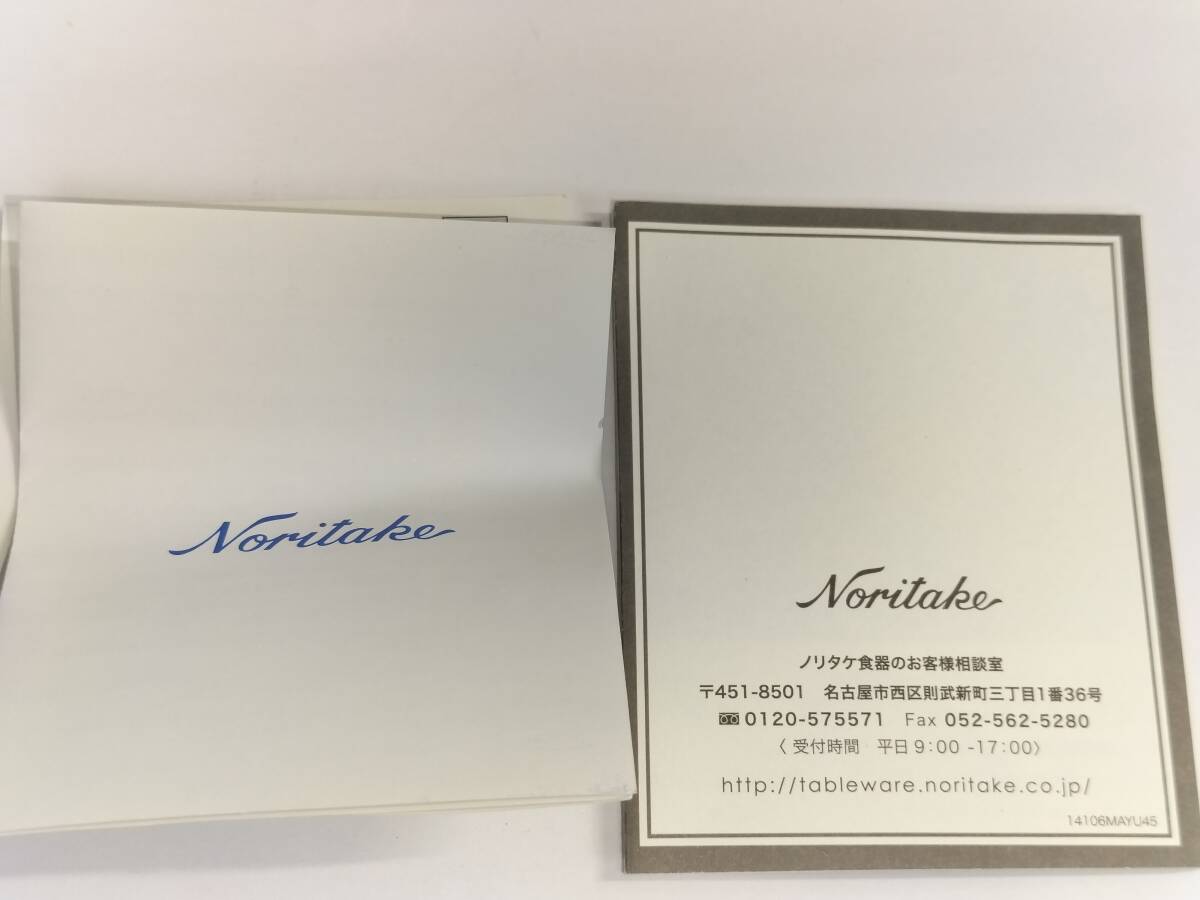 Noritake
Noritake
ノリタケ食器のお客様相談室
〒451-8501 名古屋市西区則武新町三丁目1番36号
0120-575571 Fax 052-562-5280
〈 受付時間 平日 9:00 -17:00〉
http://tableware.noritake.co.jp/
14106MAYU45